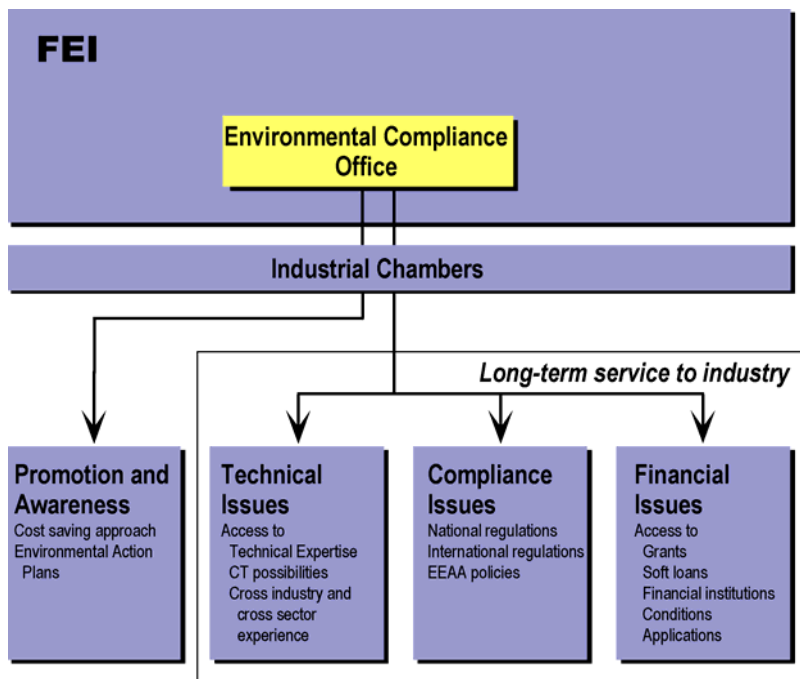 FEI
Environmental Compliance
Office
Industrial Chambers
Long-term service to industry
Promotion and
Awareness
Cost saving approach
Environmental Action
Plans
Technical
Issues
Access to
Technical Expertise
CT possibilities
Cross industry and
cross sector
experience
Compliance
Issues
National regulations
International regulations
EEAA policies
Financial
Issues
Access to
Grants
Soft loans
Financial institutions
Conditions
Applications